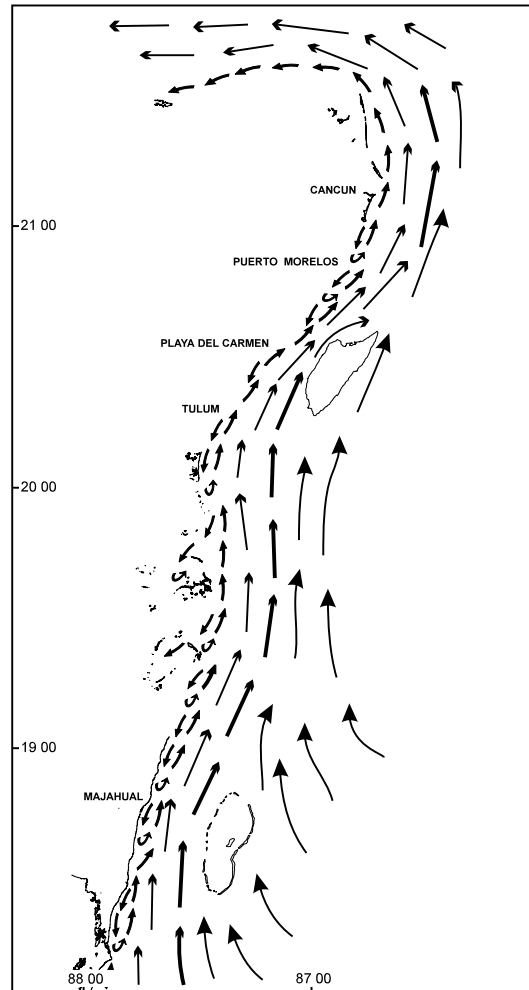 CANCUN
21 00
PUERTO MORELOS
PLAYA DEL CARMEN
TULUM
20 00
19 00
MAJAHUAL
88 00
87 00